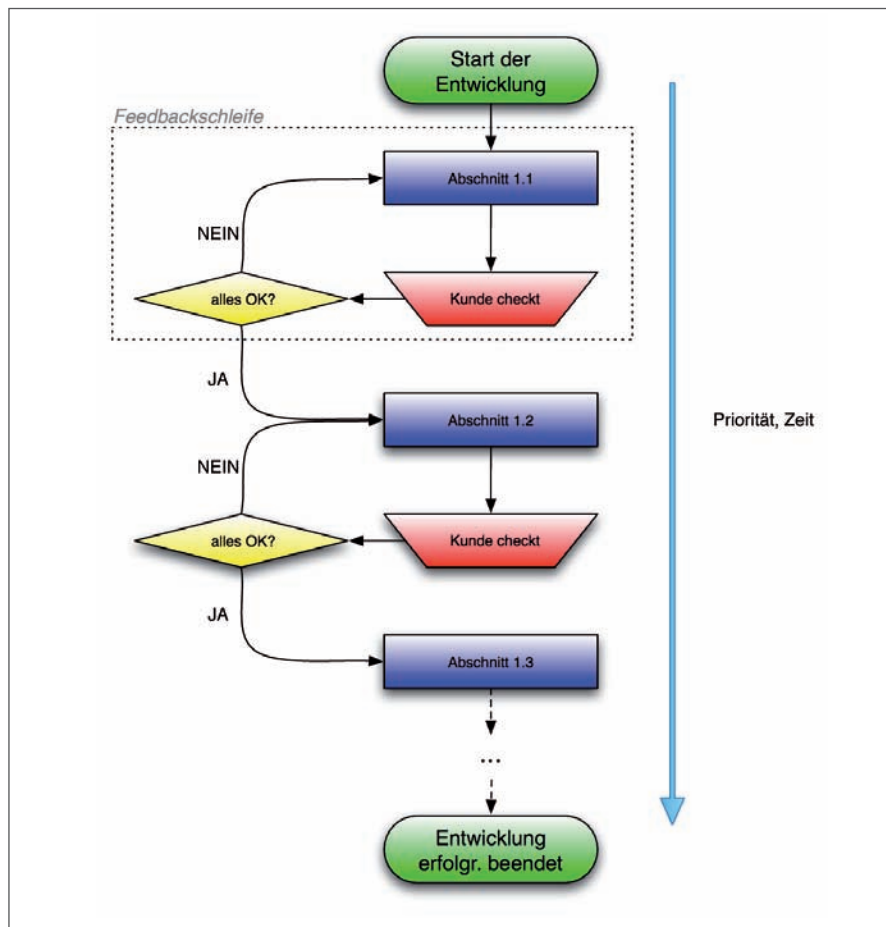 Start der
Entwicklung
Feedbackschleife
Abschnitt 1.1
NEIN
alles OK?
Kunde checkt
JA
Abschnitt 1.2
Priorität, Zeit
NEIN
alles OK?
Kunde checkt
JA
Abschnitt 1.3
...
Entwicklung
erfolgr. beendet